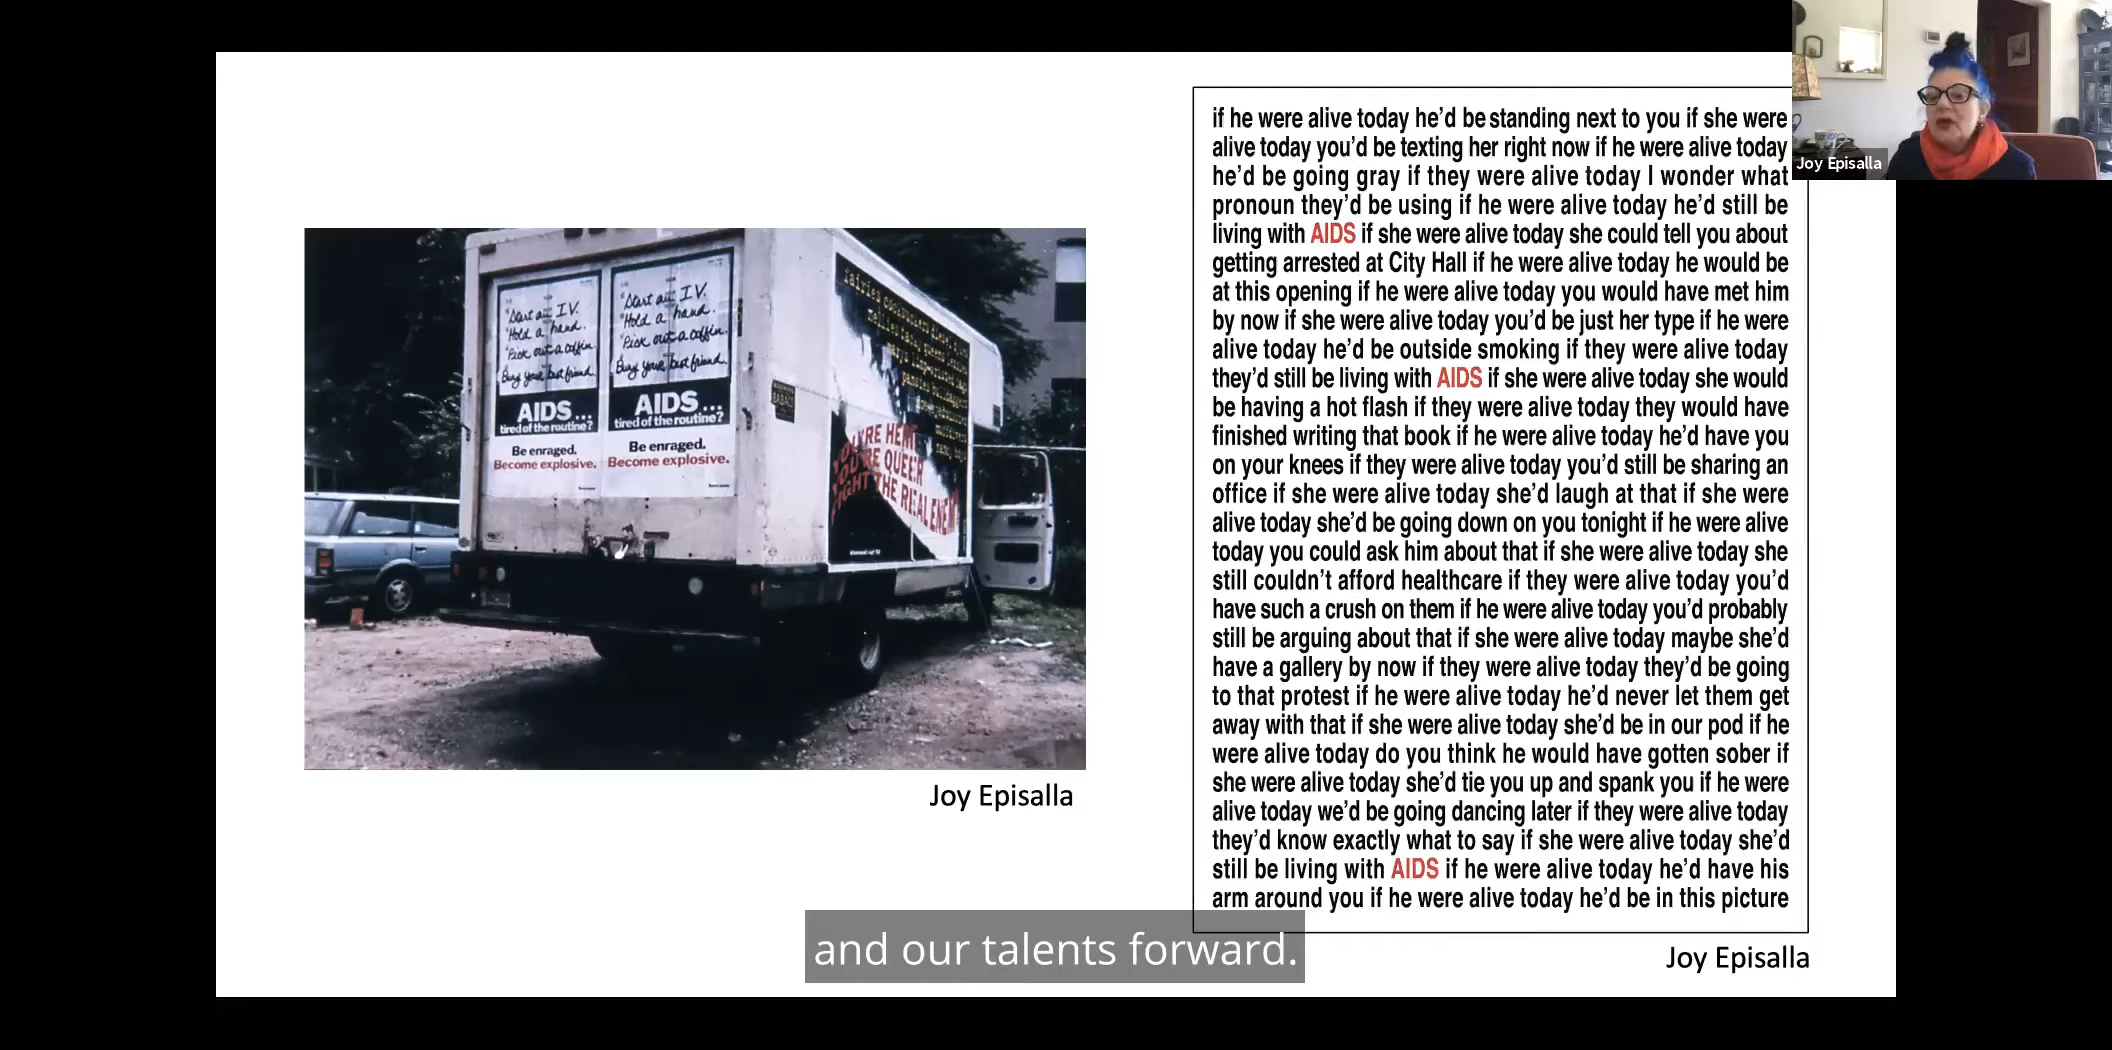 if he were alive today he'd be standing next to you if she were
alive today you'd be texting her right now if he were alive today
he'd be going gray if they were alive today I wonder what
pronoun they'd be using if he were alive today he'd still be
living with AIDS if she were alive today she could tell you about
getting arrested at City Hall if he were alive today he would be
at this opening if he were alive today you would have met him
by now if she were alive today you'd be just her type if he were
alive today he'd be outside smoking if they were alive today
they'd still be living with AIDS if she were alive today she would
be having a hot flash if they were alive today they would have
finished writing that book if he were alive today he'd have you
on your knees if they were alive today you'd still be sharing an
office if she were alive today she'd laugh at that if she were
alive today she'd be going down on you tonight if he were alive
today you could ask him about that if she were alive today she
still couldn't afford healthcare if they were alive today you'd
have such a crush on them if he were alive today you'd probably
still be arguing about that if she were alive today maybe she'd
have a gallery by now if they were alive today they'd be going
to that protest if he were alive today he'd never let them get
away with that if she were alive today she'd be in our pod if he
were alive today do you think he would have gotten sober if
she were alive today she'd tie you up and spank you if he were
alive today we'd be going dancing later if they were alive today
they'd know exactly what to say if she were alive today she'd
still be living with AIDS if he were alive today he'd have his
arm around you if he were alive today he'd be in this picture
Joy Episalla
"Start an I.V.
"Hold a hand.
"Pick out a coffin.
Bury your best friend.
AIDS...
tired of the routine?
Be enraged.
Become explosive.
"Start an I.V.
"Hold a hand.
"Pick out a coffin.
Bury your best friend.
AIDS...
tired of the routine?
Be enraged.
Become explosive.
fairies
YOU'RE HERE
YOU'RE QUEER
FIGHT THE REAL ENEMY
Joy Episalla
Joy Episalla
and our talents forward.